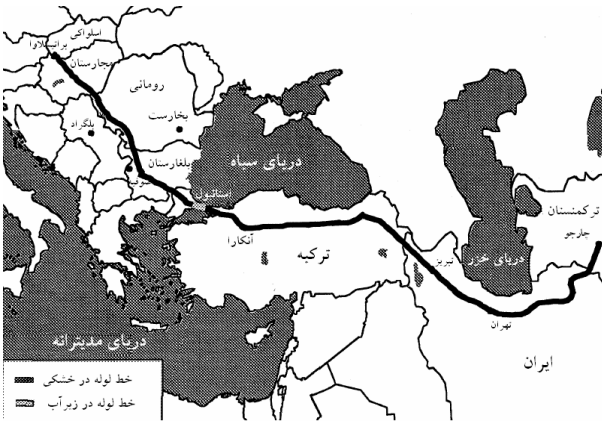 اسلواکی
براتیسلاوا
مجارستان
رومانی
بخارست
بلگراد
بلغارستان
صوف
استانبول
دریای سیاه
آنکارا
ترکیه
تبریز
دریای خزر
ترکمنستان
چارجو
تهران
ایران
دریای مدیترانه
خط لوله در خشکی
خط لوله در زیرآب